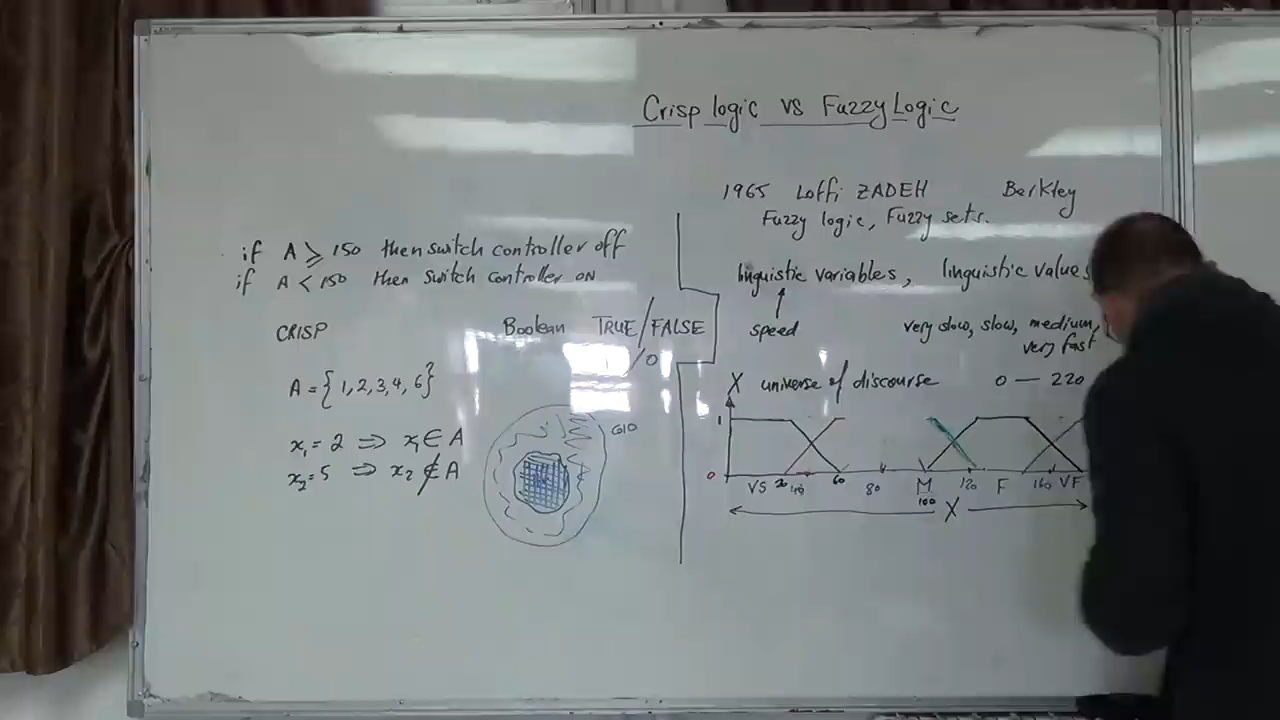 Crisp logic vs Fuzzy Logic
if A ≥ 150 then switch controller off
if A < 150 then switch controller on
CRISP
Boolean TRUE/FALSE
1/0
A = {1,2,3,4, 6}
x₁ = 2 ⇒ x₁ ∈ A
x₂ = 5 ⇒ x₂ ∉ A
1965 Loffi ZADEH Berkley
Fuzzy logic, Fuzzy sets.
linguistic variables, linguistic values
speed
very slow, slow, medium,
very fast
X universe of discourse 0 — 220
1
0
VS 20 40 60 80 M 120 F 160 VF
100
X